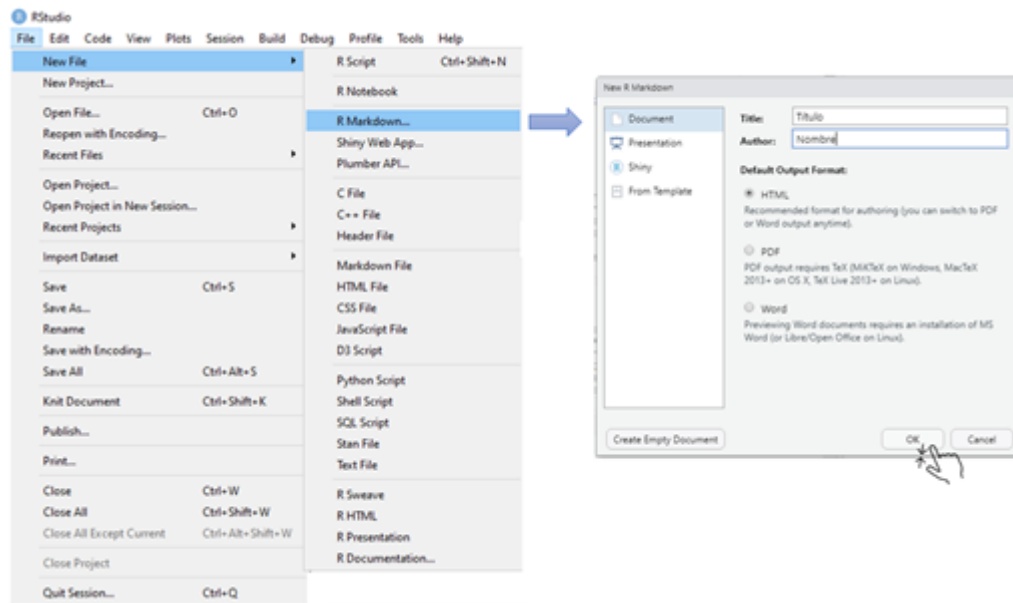 RStudio
File Edit Code View Plots Session Build Debug Profile Tools Help
New File
New Project...
Open File... Ctrl+O
Reopen with Encoding...
Recent Files
Open Project...
Open Project in New Session...
Recent Projects
Import Dataset
Save Ctrl+S
Save As...
Rename
Save with Encoding...
Save All Ctrl+Alt+S
Knit Document Ctrl+Shift+K
Publish...
Print...
Close Ctrl+W
Close All Ctrl+Shift+W
Close All Except Current Ctrl+Alt+Shift+W
Close Project
Quit Session... Ctrl+Q
R Script Ctrl+Shift+N
R Notebook
R Markdown...
Shiny Web App...
Plumber API...
C File
C++ File
Header File
Markdown File
HTML File
CSS File
JavaScript File
D3 Script
Python Script
Shell Script
SQL Script
Stan File
Text File
R Sweave
R HTML
R Presentation
R Documentation...
New R Markdown
Document
Presentation
R Shiny
From Template
Title: Título
Author: Nombre
Default Output Format:
HTML
Recommended format for authoring (you can switch to PDF
or Word output anytime).
PDF
PDF output requires TeX (MiKTeX on Windows, MacTeX
2013+ on OS X, TeX Live 2013+ on Linux).
Word
Previewing Word documents requires an installation of MS
Word (or Libre/Open Office on Linux).
Create Empty Document
OK
Cancel